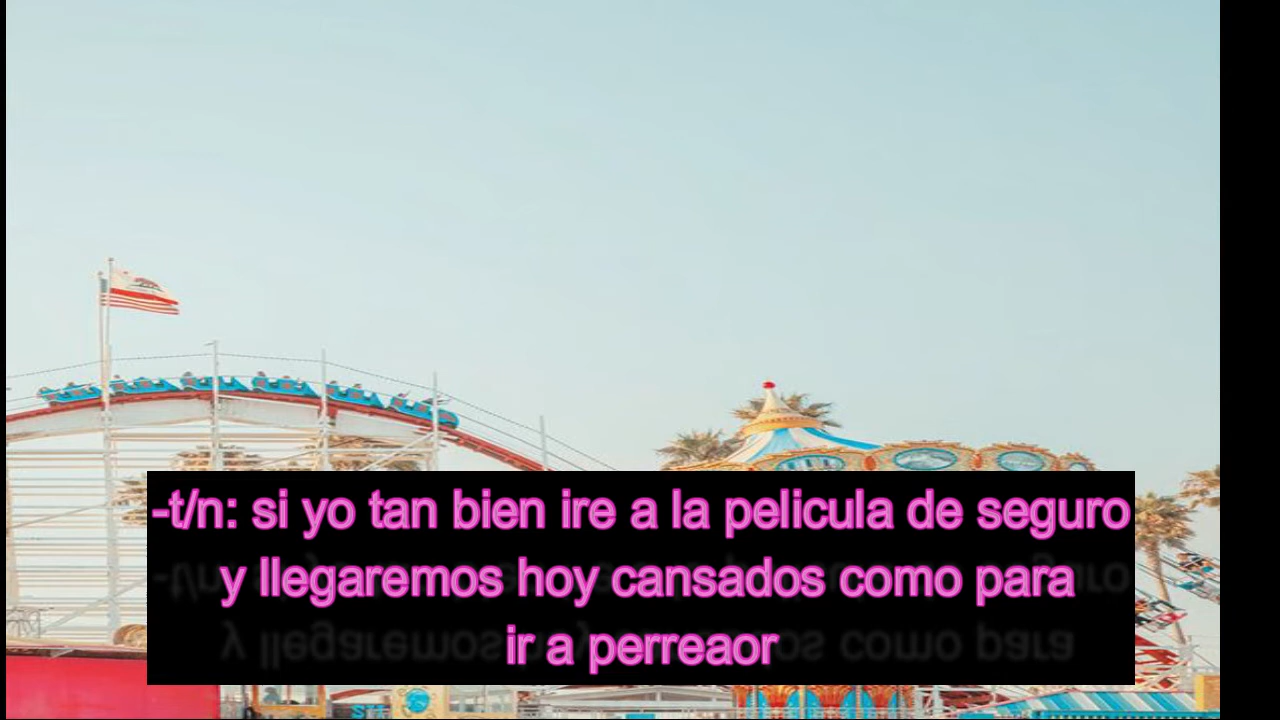 -t/n: si yo tan bien ire a la pelicula de seguro
y llegaremos hoy cansados como para
ir a perreaor